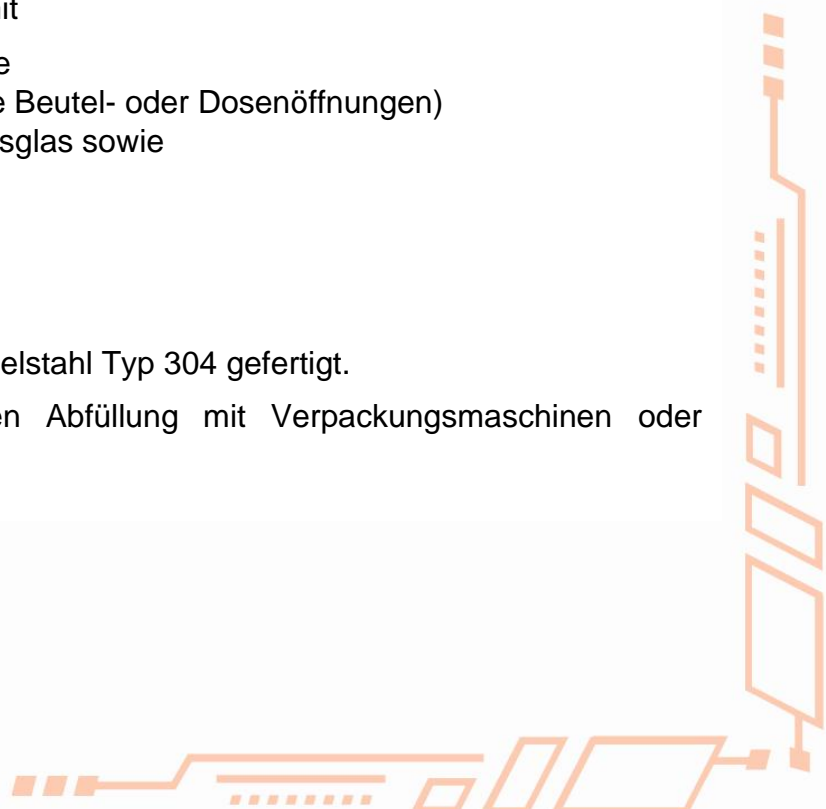 it
e
e Beutel- oder Dosenöffnungen)
sglas sowie
elstahl Typ 304 gefertigt.
en Abfüllung mit Verpackungsmaschinen oder